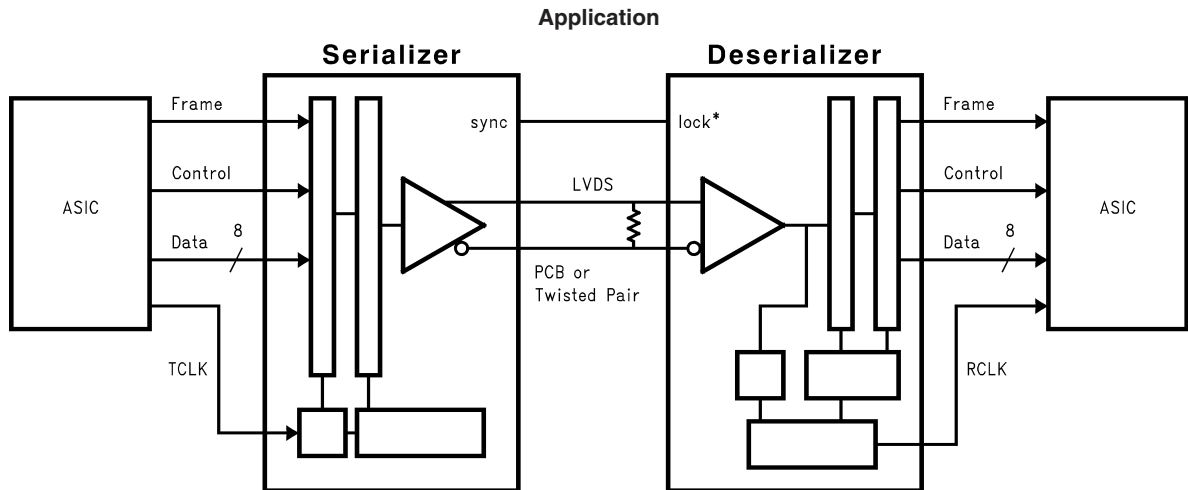 Application
Serializer
Deserializer
Frame
Control
ASIC
Data
8
TCLK
sync
lock*
LVDS
PCB or
Twisted Pair
Frame
Control
Data
8
RCLK
ASIC